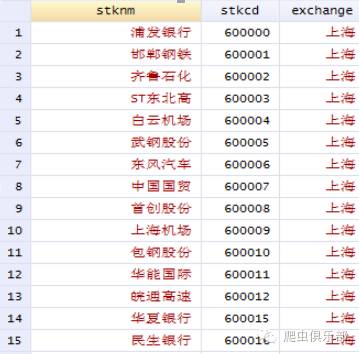 stknm stkcd exchange
1 浦发银行 600000 上海
2 邯郸钢铁 600001 上海
3 齐鲁石化 600002 上海
4 ST东北高 600003 上海
5 白云机场 600004 上海
6 武钢股份 600005 上海
7 东风汽车 600006 上海
8 中国国贸 600007 上海
9 首创股份 600008 上海
10 上海机场 600009 上海
11 包钢股份 600010 上海
12 华能国际 600011 上海
13 皖通高速 600012 上海
14 华夏银行 600015 上海
15 民生银行 600016 上海
爬虫俱乐部